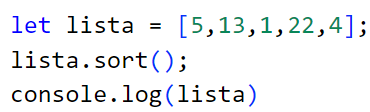 let lista = [5,13,1,22,4];
lista.sort();
console.log(lista)